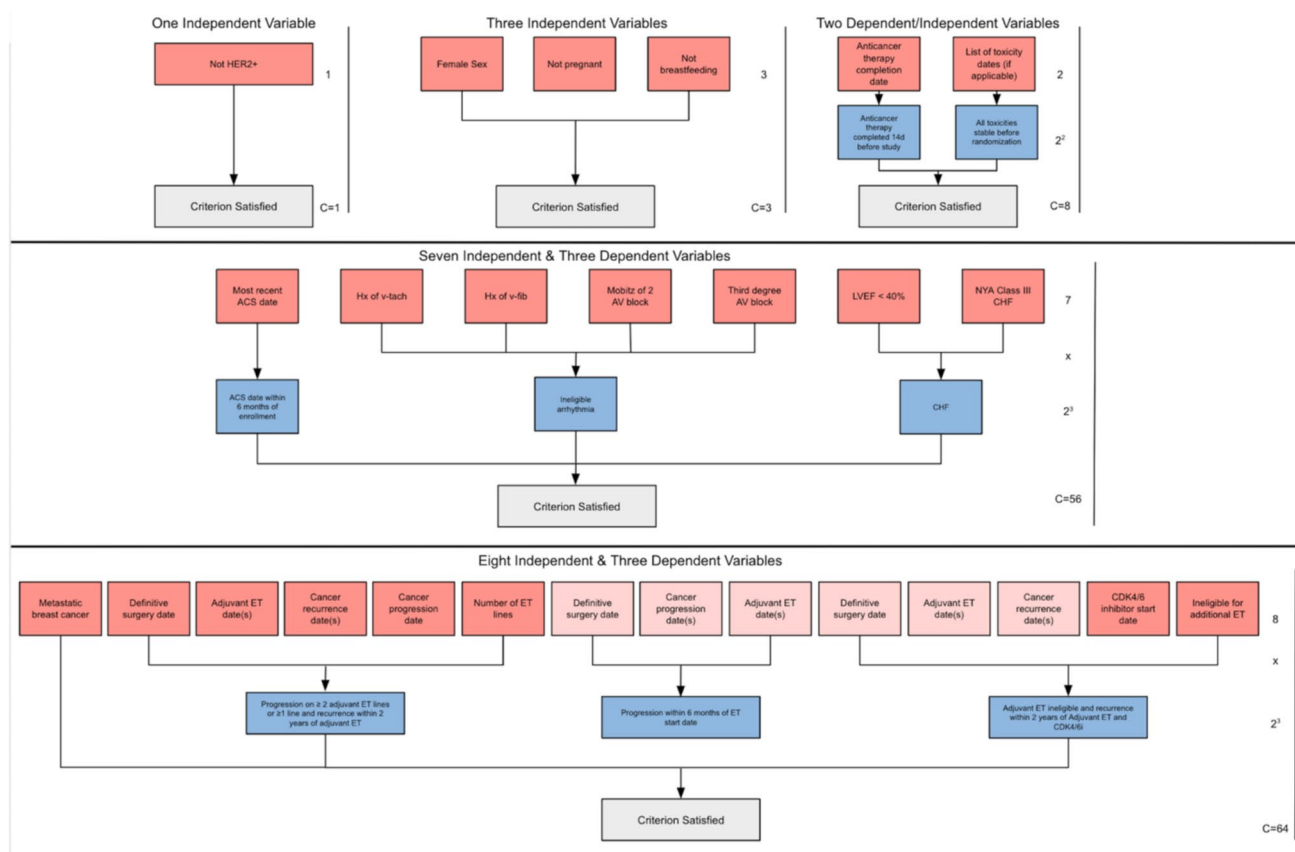 One Independent Variable
Not HER2+
1
Criterion Satisfied
C=1
Three Independent Variables
Female Sex
Not pregnant
Not
breastfeeding
3
Criterion Satisfied
C=3
Two Dependent/Independent Variables
Anticancer
therapy
completion
date
List of toxicity
dates (if
applicable)
2
Anticancer
therapy
completed 14d
before study
All toxicities
stable before
randomization
2²
Criterion Satisfied
C=8
Seven Independent & Three Dependent Variables
Most recent
ACS date
Hx of v-tach
Hx of v-fib
Mobitz of 2
AV block
Third degree
AV block
LVEF < 40%
NYA Class III
CHF
7
x
ACS date within
6 months of
enrollment
Ineligible
arrhythmia
CHF
2³
Criterion Satisfied
C=56
Eight Independent & Three Dependent Variables
Metastatic
breast cancer
Definitive
surgery date
Adjuvant ET
date(s)
Cancer
recurrence
date(s)
Cancer
progression
date
Number of ET
lines
Definitive
surgery date
Cancer
progression
date(s)
Adjuvant ET
date(s)
Definitive
surgery date
Adjuvant ET
date(s)
Cancer
recurrence
date(s)
CDK4/6
inhibitor start
date
Ineligible for
additional ET
8
x
Progression on ≥ 2 adjuvant ET lines
or ≥1 line and recurrence within 2
years of adjuvant ET
Progression within 6 months of ET
start date
Adjuvant ET ineligible and recurrence
within 2 years of Adjuvant ET and
CDK4/6i
2³
Criterion Satisfied
C=64